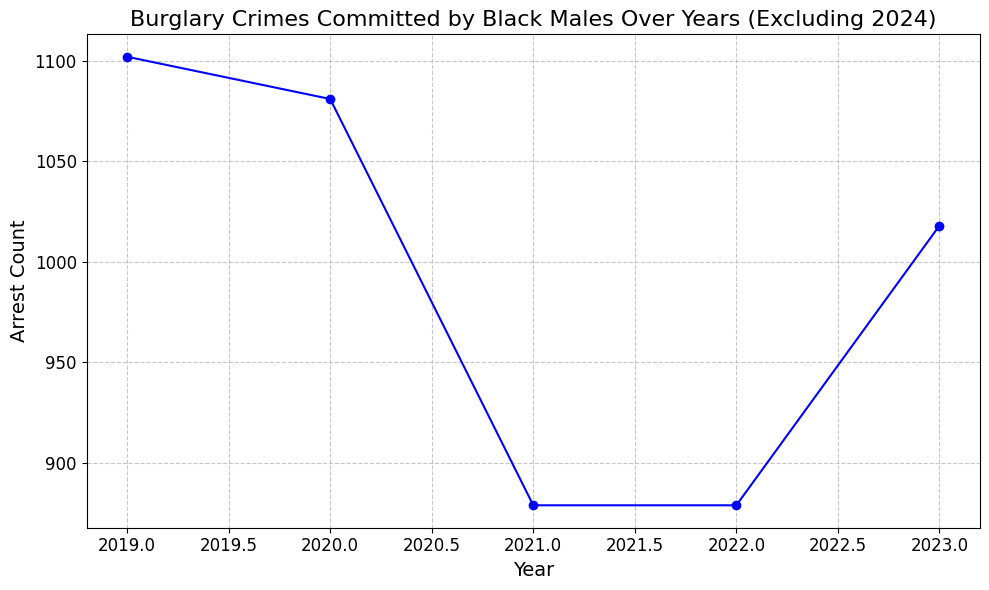 Burglary Crimes Committed by Black Males Over Years (Excluding 2024)
1100
1050
1000
950
900
Arrest Count
2019.0 2019.5 2020.0 2020.5 2021.0 2021.5 2022.0 2022.5 2023.0
Year